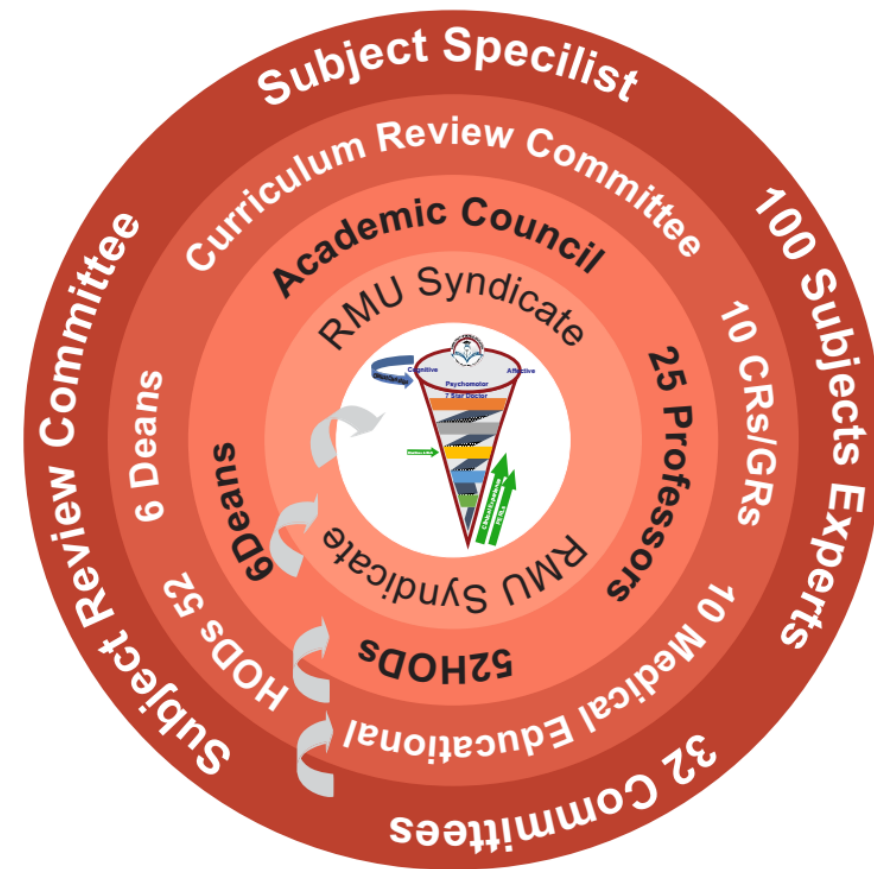 Subject Specilist
100 Subjects Experts
32 Committees
Subject Review Committee
Curriculum Review Committee
10 CRs/GRs
10 Medical Educational
HODs 52
6 Deans
Academic Council
25 Professors
52HODs
6Deans
RMU Syndicate
RMU Syndicate
Cognitive
Affective
Psychomotor
7 Star Doctor